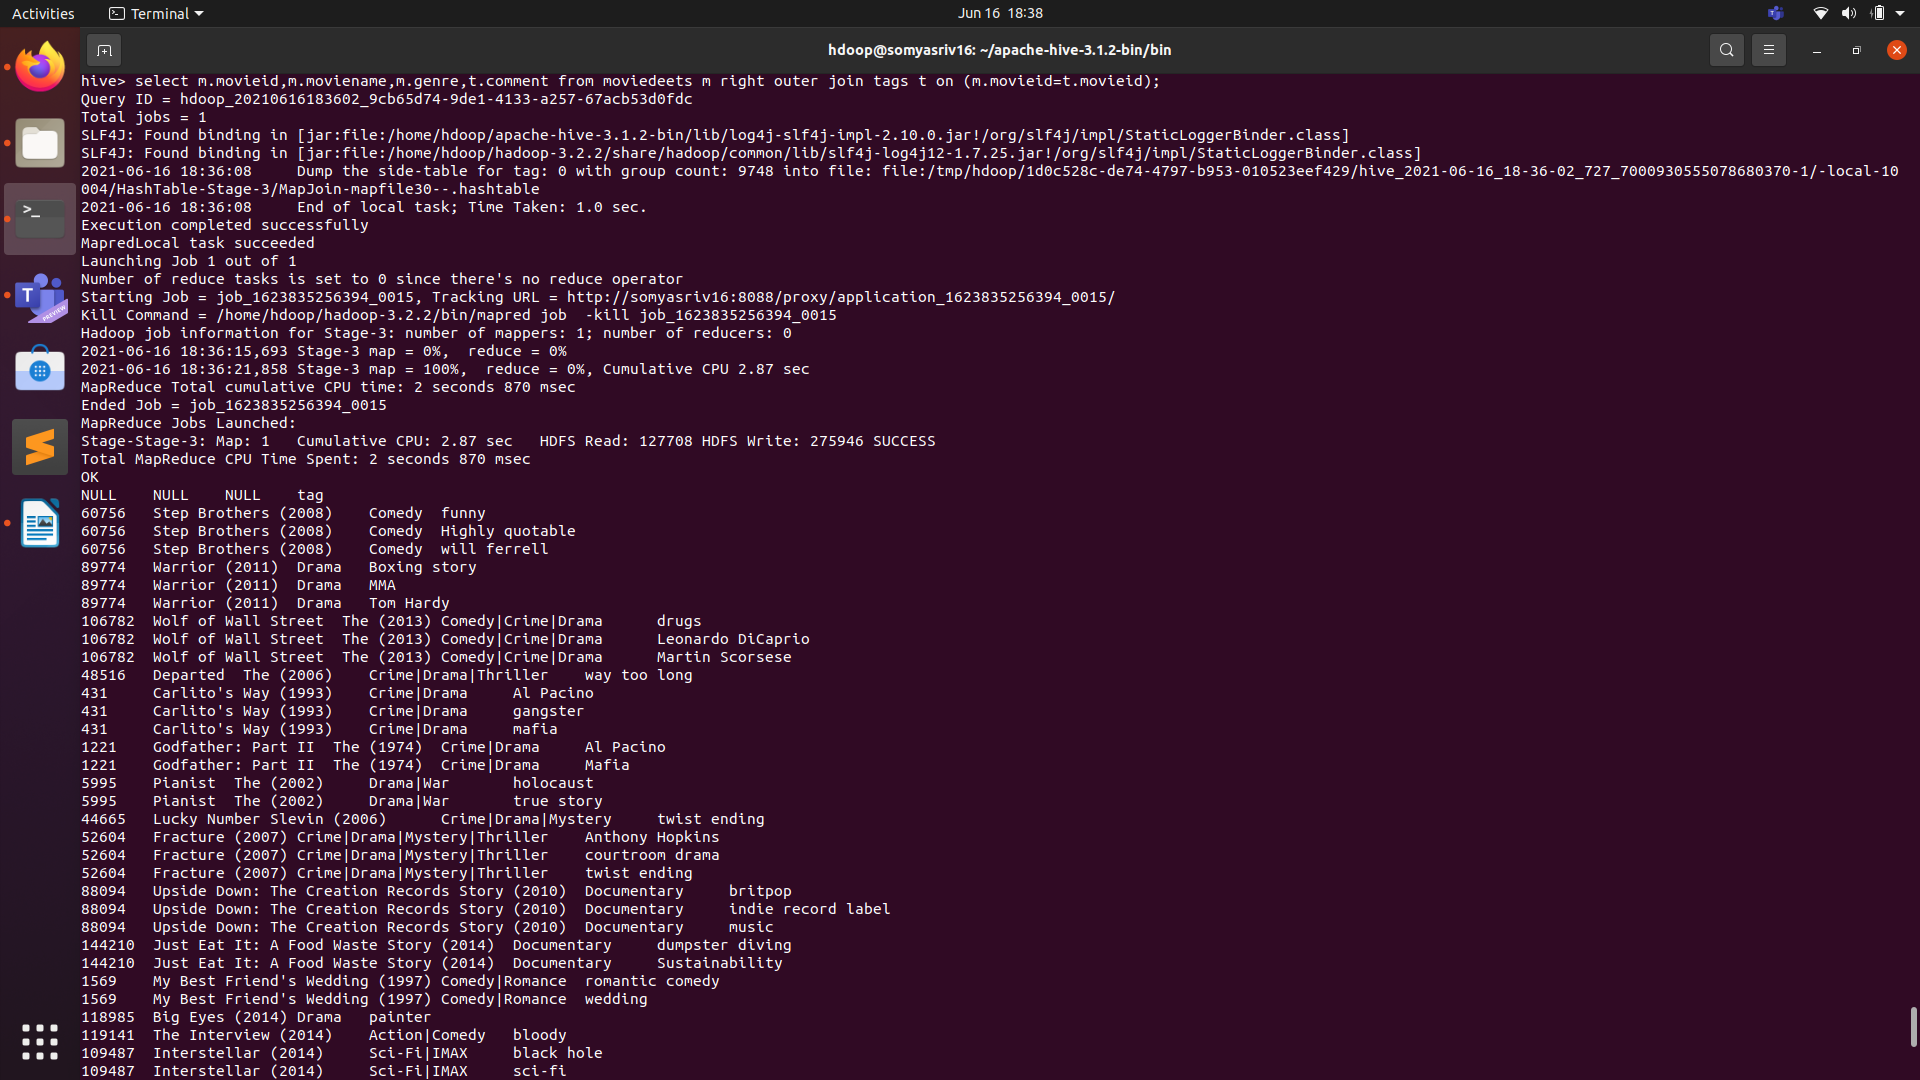 Activities Terminal Jun 16 18:38
hdoop@somyasriv16: ~/apache-hive-3.1.2-bin/bin
hive> select m.movieid,m.moviename,m.genre,t.comment from moviedeets m right outer join tags t on (m.movieid=t.movieid);
Query ID = hdoop_20210616183602_9cb65d74-9de1-4133-a257-67acb53d0fdc
Total jobs = 1
SLF4J: Found binding in [jar:file:/home/hdoop/apache-hive-3.1.2-bin/lib/log4j-slf4j-impl-2.10.0.jar!/org/slf4j/impl/StaticLoggerBinder.class]
SLF4J: Found binding in [jar:file:/home/hdoop/hadoop-3.2.2/share/hadoop/common/lib/slf4j-log4j12-1.7.25.jar!/org/slf4j/impl/StaticLoggerBinder.class]
2021-06-16 18:36:08 Dump the side-table for tag: 0 with group count: 9748 into file: file:/tmp/hdoop/1d0c528c-de74-4797-b953-010523eef429/hive_2021-06-16_18-36-02_727_7000930555078680370-1/-local-10
004/HashTable-Stage-3/MapJoin-mapfile30--.hashtable
2021-06-16 18:36:08 End of local task; Time Taken: 1.0 sec.
Execution completed successfully
MapredLocal task succeeded
Launching Job 1 out of 1
Number of reduce tasks is set to 0 since there's no reduce operator
Starting Job = job_1623835256394_0015, Tracking URL = http://somyasriv16:8088/proxy/application_1623835256394_0015/
Kill Command = /home/hdoop/hadoop-3.2.2/bin/mapred job -kill job_1623835256394_0015
Hadoop job information for Stage-3: number of mappers: 1; number of reducers: 0
2021-06-16 18:36:15,693 Stage-3 map = 0%, reduce = 0%
2021-06-16 18:36:21,858 Stage-3 map = 100%, reduce = 0%, Cumulative CPU 2.87 sec
MapReduce Total cumulative CPU time: 2 seconds 870 msec
Ended Job = job_1623835256394_0015
MapReduce Jobs Launched:
Stage-Stage-3: Map: 1 Cumulative CPU: 2.87 sec HDFS Read: 127708 HDFS Write: 275946 SUCCESS
Total MapReduce CPU Time Spent: 2 seconds 870 msec
OK
NULL NULL NULL tag
60756 Step Brothers (2008) Comedy funny
60756 Step Brothers (2008) Comedy Highly quotable
60756 Step Brothers (2008) Comedy will ferrell
89774 Warrior (2011) Drama Boxing story
89774 Warrior (2011) Drama MMA
89774 Warrior (2011) Drama Tom Hardy
106782 Wolf of Wall Street The (2013) Comedy|Crime|Drama drugs
106782 Wolf of Wall Street The (2013) Comedy|Crime|Drama Leonardo DiCaprio
106782 Wolf of Wall Street The (2013) Comedy|Crime|Drama Martin Scorsese
48516 Departed The (2006) Crime|Drama|Thriller way too long
431 Carlito's Way (1993) Crime|Drama Al Pacino
431 Carlito's Way (1993) Crime|Drama gangster
431 Carlito's Way (1993) Crime|Drama mafia
1221 Godfather: Part II The (1974) Crime|Drama Al Pacino
1221 Godfather: Part II The (1974) Crime|Drama Mafia
5995 Pianist The (2002) Drama|War holocaust
5995 Pianist The (2002) Drama|War true story
44665 Lucky Number Slevin (2006) Crime|Drama|Mystery twist ending
52604 Fracture (2007) Crime|Drama|Mystery|Thriller Anthony Hopkins
52604 Fracture (2007) Crime|Drama|Mystery|Thriller courtroom drama
52604 Fracture (2007) Crime|Drama|Mystery|Thriller twist ending
88094 Upside Down: The Creation Records Story (2010) Documentary britpop
88094 Upside Down: The Creation Records Story (2010) Documentary indie record label
88094 Upside Down: The Creation Records Story (2010) Documentary music
144210 Just Eat It: A Food Waste Story (2014) Documentary dumpster diving
144210 Just Eat It: A Food Waste Story (2014) Documentary Sustainability
1569 My Best Friend's Wedding (1997) Comedy|Romance romantic comedy
1569 My Best Friend's Wedding (1997) Comedy|Romance wedding
118985 Big Eyes (2014) Drama painter
119141 The Interview (2014) Action|Comedy bloody
109487 Interstellar (2014) Sci-Fi|IMAX black hole
109487 Interstellar (2014) Sci-Fi|IMAX sci-fi